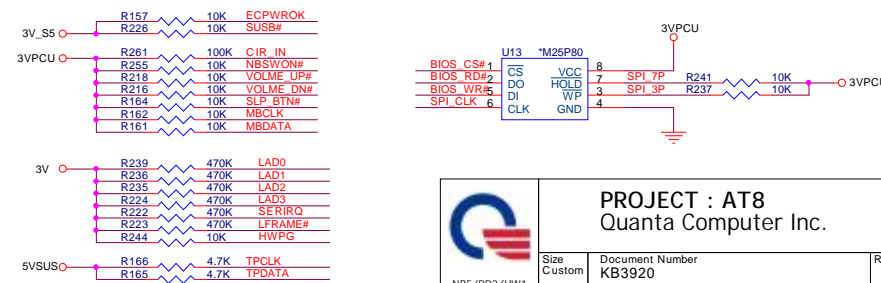 3V_S5
R157 10K ECPWROK
R226 10K SUSB#
3VPCU
R261 100K CIR_IN
R255 10K NBSWON#
R218 10K VOLME_UP#
R216 10K VOLME_DN#
R164 10K SLP_BTN#
R162 10K MBCLK
R161 10K MBDATA
3V
R239 470K LAD0
R236 470K LAD1
R235 470K LAD2
R224 470K LAD3
R222 470K SERIRQ
R223 470K LFRAME#
R244 10K HWPG
5VSUS
R166 4.7K TPCLK
R165 4.7K TPDATA
3VPCU
U13 *M25P80
BIOS_CS# 1 CS VCC 8
BIOS_RD# 2 DO HOLD 7 SPI_7P R241 10K
BIOS_WR# 5 DI WP 3 SPI_3P R237 10K
SPI_CLK 6 CLK GND 4
3VPCU
PROJECT : AT8
Quanta Computer Inc.
Size
Custom
Document Number
KB3920
R